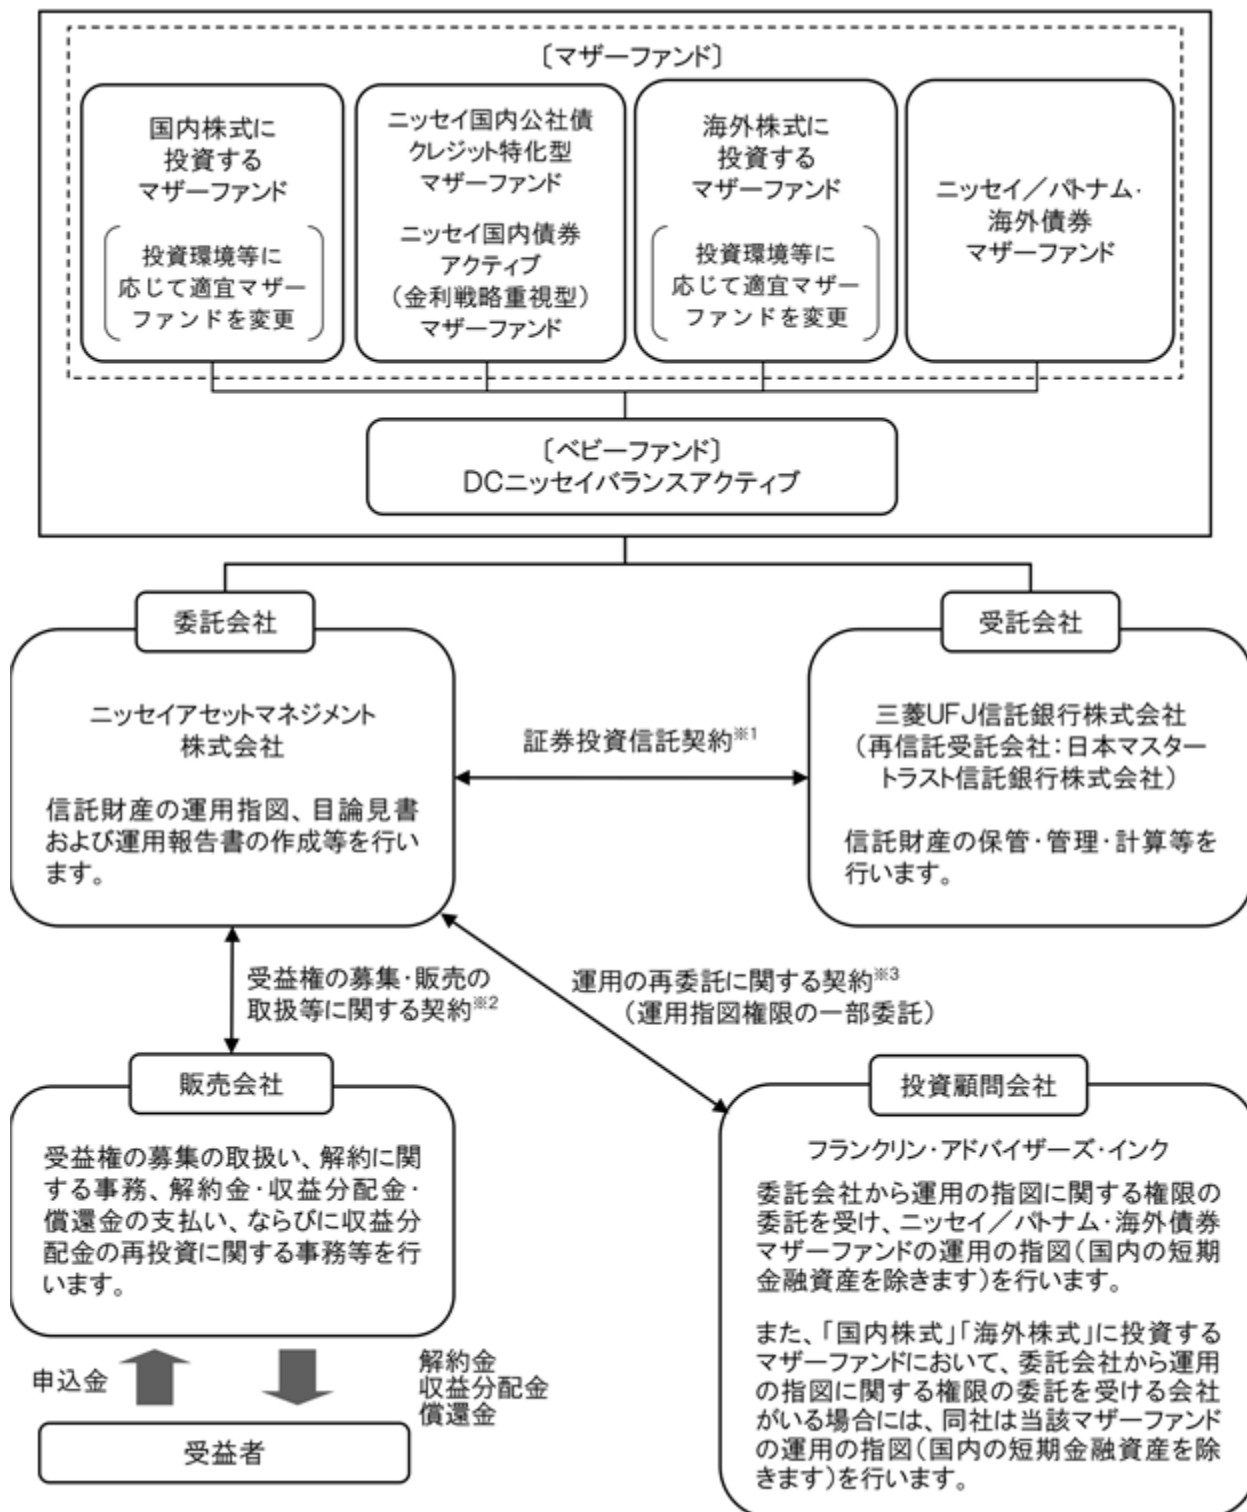 〔マザーファンド〕
国内株式に
投資する
マザーファンド
投資環境等に
応じて適宜マザー
ファンドを変更
ニッセイ国内公社債
クレジット特化型
マザーファンド
ニッセイ国内債券
アクティブ
（金利戦略重視型）
マザーファンド
海外株式に
投資する
マザーファンド
投資環境等に
応じて適宜マザー
ファンドを変更
ニッセイ／パトナム・
海外債券
マザーファンド
〔ベビーファンド〕
DCニッセイバランスアクティブ
委託会社
ニッセイアセットマネジメント
株式会社
信託財産の運用指図、目論見書
および運用報告書の作成等を行い
ます。
証券投資信託契約※1
受託会社
三菱UFJ信託銀行株式会社
（再信託受託会社：日本マスター
トラスト信託銀行株式会社）
信託財産の保管・管理・計算等を
行います。
受益権の募集・販売の
取扱等に関する契約※2
運用の再委託に関する契約※3
（運用指図権限の一部委託）
販売会社
受益権の募集の取扱い、解約に関
する事務、解約金・収益分配金・
償還金の支払い、ならびに収益分
配金の再投資に関する事務等を行
います。
申込金
解約金
収益分配金
償還金
受益者
投資顧問会社
フランクリン・アドバイザーズ・インク
委託会社から運用の指図に関する権限の
委託を受け、ニッセイ／パトナム・海外債券
マザーファンドの運用の指図（国内の短期
金融資産を除きます）を行います。
また、「国内株式」「海外株式」に投資する
マザーファンドにおいて、委託会社から運用
の指図に関する権限の委託を受ける会社
がいる場合には、同社は当該マザーファンド
の運用の指図（国内の短期金融資産を除
きます）を行います。